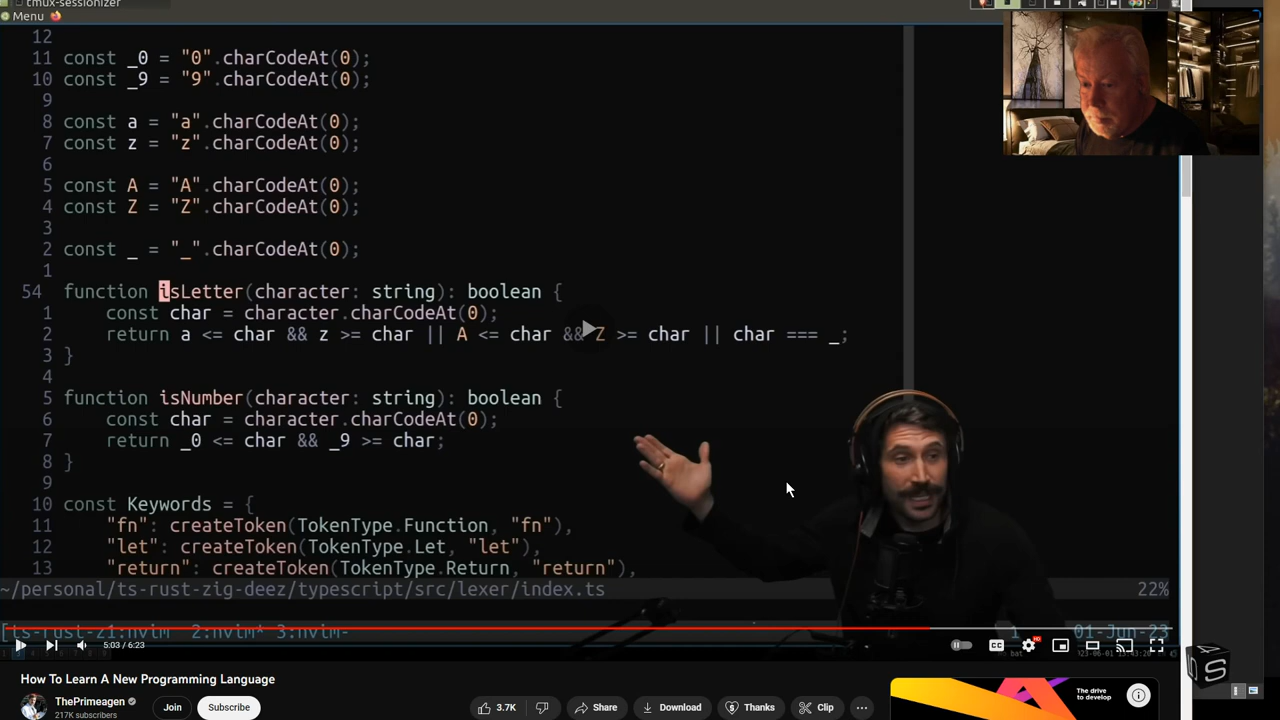 tmux-sessionizer
Menu
12
11 const _0 = "0".charCodeAt(0);
10 const _9 = "9".charCodeAt(0);
9
8 const a = "a".charCodeAt(0);
7 const z = "z".charCodeAt(0);
6
5 const A = "A".charCodeAt(0);
4 const Z = "Z".charCodeAt(0);
3
2 const _ = "_".charCodeAt(0);
1
54 function isLetter(character: string): boolean {
1 const char = character.charCodeAt(0);
2 return a <= char && z >= char || A <= char && Z >= char || char === _;
3 }
4
5 function isNumber(character: string): boolean {
6 const char = character.charCodeAt(0);
7 return _0 <= char && _9 >= char;
8 }
9
10 const Keywords = {
11 "fn": createToken(TokenType.Function, "fn"),
12 "let": createToken(TokenType.Let, "let"),
13 "return": createToken(TokenType.Return, "return"),
~/personal/ts-rust-zig-deez/typescript/src/lexer/index.ts 22%
[ts-rust-z1:nvim 2:nvim* 3:nvim- 1 01-Jun-23
5:03 / 6:23 CC HD
How To Learn A New Programming Language
ThePrimeagen
217K subscribers
Join Subscribe 3.7K Share Download Thanks Clip ...
The drive
to develop